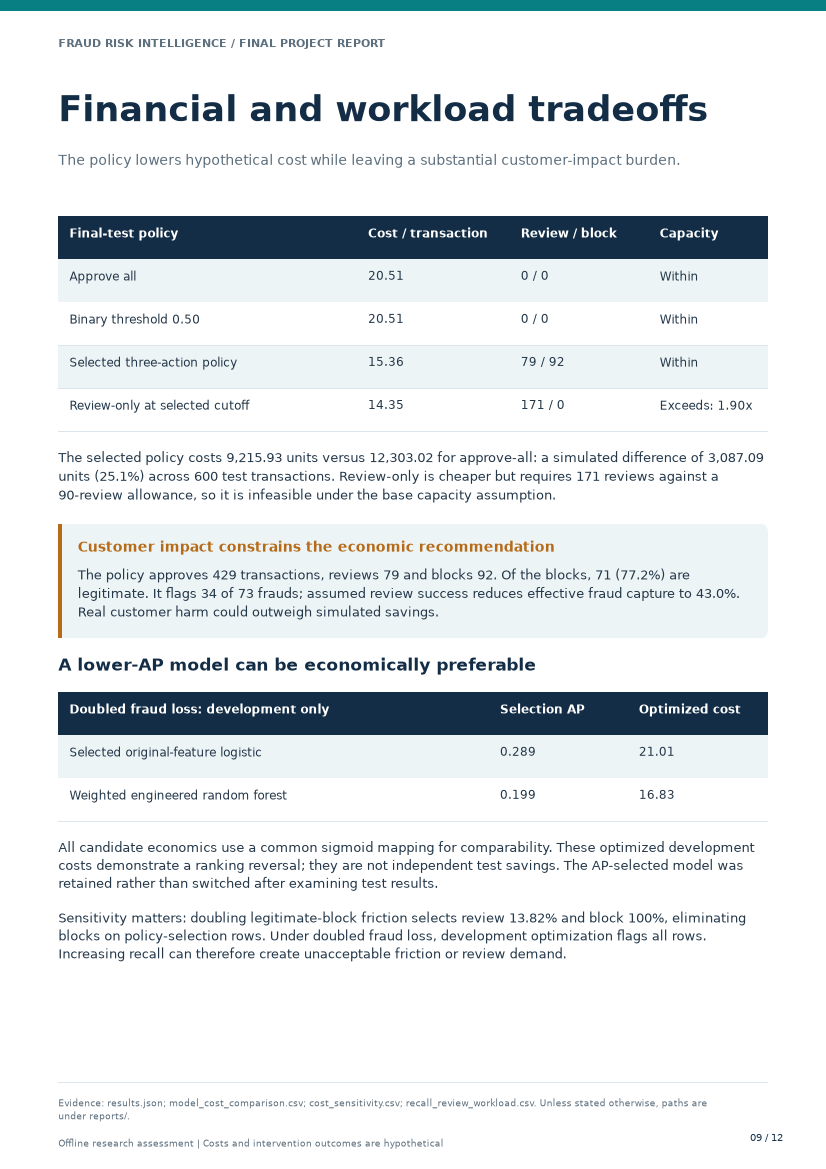 FRAUD RISK INTELLIGENCE / FINAL PROJECT REPORT
Financial and workload tradeoffs
The policy lowers hypothetical cost while leaving a substantial customer-impact burden.
Final-test policy Cost / transaction Review / block Capacity
Approve all 20.51 0 / 0 Within
Binary threshold 0.50 20.51 0 / 0 Within
Selected three-action policy 15.36 79 / 92 Within
Review-only at selected cutoff 14.35 171 / 0 Exceeds: 1.90x
The selected policy costs 9,215.93 units versus 12,303.02 for approve-all: a simulated difference of 3,087.09
units (25.1%) across 600 test transactions. Review-only is cheaper but requires 171 reviews against a
90-review allowance, so it is infeasible under the base capacity assumption.
Customer impact constrains the economic recommendation
The policy approves 429 transactions, reviews 79 and blocks 92. Of the blocks, 71 (77.2%) are
legitimate. It flags 34 of 73 frauds; assumed review success reduces effective fraud capture to 43.0%.
Real customer harm could outweigh simulated savings.
A lower-AP model can be economically preferable
Doubled fraud loss: development only Selection AP Optimized cost
Selected original-feature logistic 0.289 21.01
Weighted engineered random forest 0.199 16.83
All candidate economics use a common sigmoid mapping for comparability. These optimized development
costs demonstrate a ranking reversal; they are not independent test savings. The AP-selected model was
retained rather than switched after examining test results.
Sensitivity matters: doubling legitimate-block friction selects review 13.82% and block 100%, eliminating
blocks on policy-selection rows. Under doubled fraud loss, development optimization flags all rows.
Increasing recall can therefore create unacceptable friction or review demand.
Evidence: results.json; model_cost_comparison.csv; cost_sensitivity.csv; recall_review_workload.csv. Unless stated otherwise, paths are
under reports/.
Offline research assessment | Costs and intervention outcomes are hypothetical
09 / 12